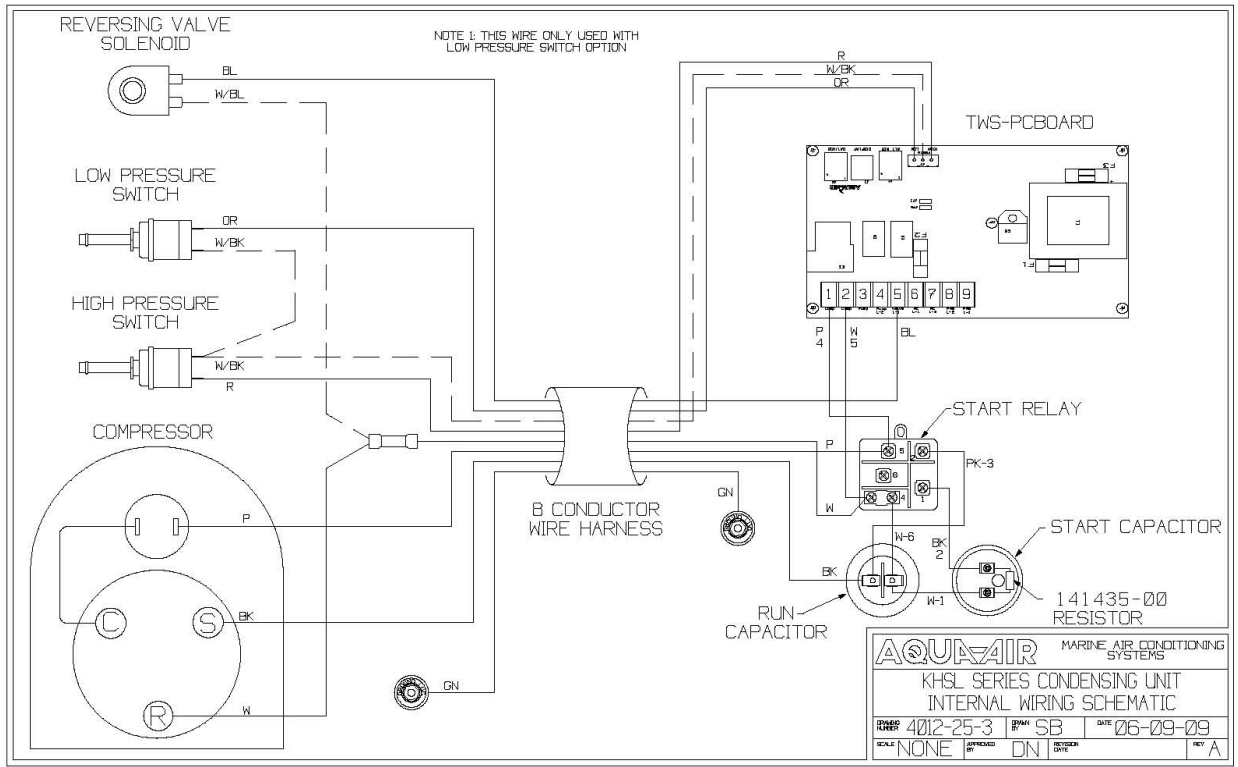 REVERSING VALVE
SOLENOID
NOTE 1: THIS WIRE ONLY USED WITH
LOW PRESSURE SWITCH OPTION
BL
W/BL
R
W/BK
OR
TWS-PCBOARD
LOW PRESSURE
SWITCH
OR
W/BK
HIGH PRESSURE
SWITCH
W/BK
R
F3
F2
F1
1 2 3 4 5 6 7 8 9
P
4
W
5
BL
COMPRESSOR
START RELAY
P
5
2
6
4
1
PK-3
GN
W
8 CONDUCTOR
WIRE HARNESS
P
W-6
BK
2
START CAPACITOR
BK
W-1
RUN
CAPACITOR
141435-00
RESISTOR
C
S
BK
R
W
GN
AQUA-AIR
MARINE AIR CONDITIONING
SYSTEMS
KHSL SERIES CONDENSING UNIT
INTERNAL WIRING SCHEMATIC
DRAWING NUMBER 4012-25-3 DRAWN BY SB DATE 06-09-09
SCALE NONE APPROVED BY DN REVISION DATE REV A